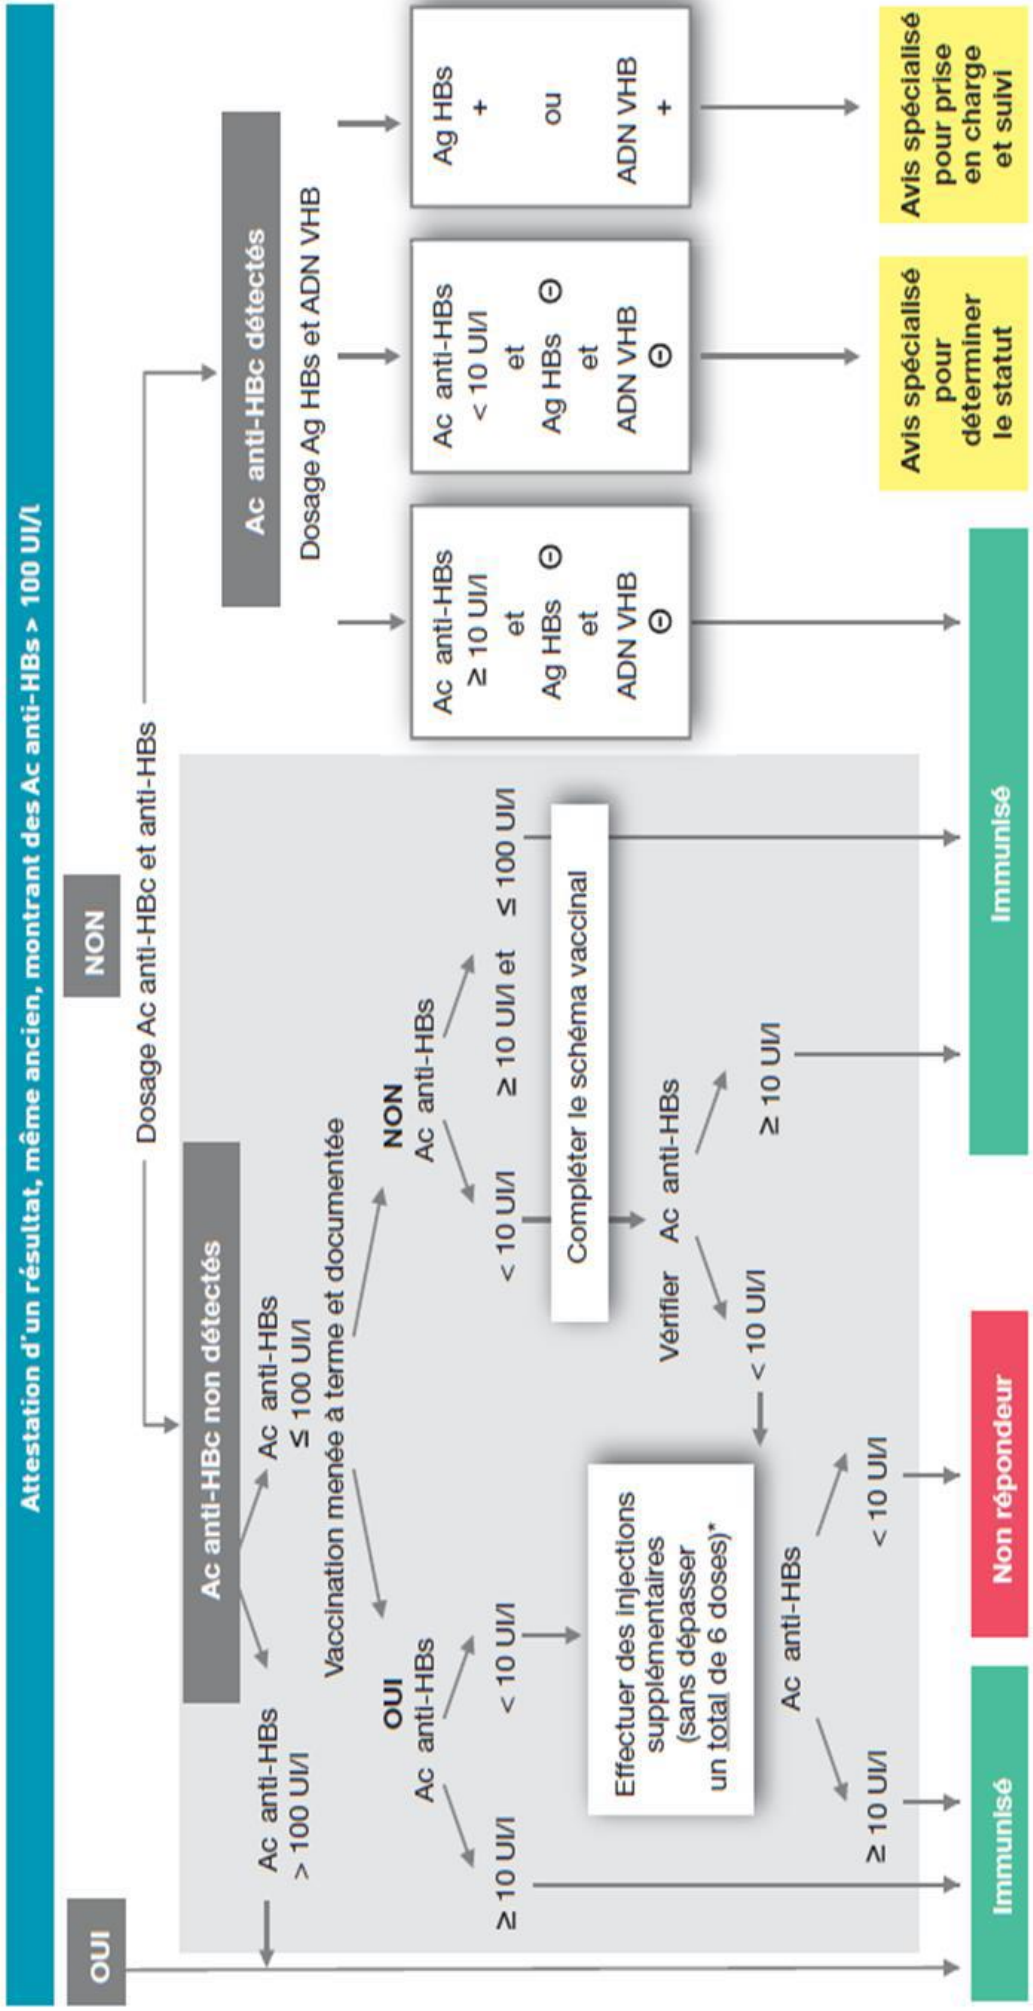 Attestation d'un résultat, même ancien, montrant des Ac anti-HBs > 100 UI/l
OUI
NON
Dosage Ac anti-HBc et anti-HBs
Ac anti-HBc non détectés
Ac anti-HBs
> 100 UI/l
Ac anti-HBs
≤ 100 UI/l
Vaccination menée à terme et documentée
OUI
Ac anti-HBs
≥ 10 UI/l
< 10 UI/l
NON
Ac anti-HBs
< 10 UI/l
≥ 10 UI/l et ≤ 100 UI/l
Compléter le schéma vaccinal
Vérifier Ac anti-HBs
< 10 UI/l
≥ 10 UI/l
Effectuer des injections
supplémentaires
(sans dépasser
un total de 6 doses)*
Ac anti-HBs
≥ 10 UI/l
< 10 UI/l
Immunisé
Non répondeur
Immunisé
Ac anti-HBc détectés
Dosage Ag HBs et ADN VHB
Ac anti-HBs
≥ 10 UI/l
et
Ag HBs ⊖
et
ADN VHB
⊖
Ac anti-HBs
< 10 UI/l
et
Ag HBs ⊖
et
ADN VHB
⊖
Ag HBs
+
ou
ADN VHB
+
Avis spécialisé
pour
déterminer
le statut
Avis spécialisé
pour prise
en charge
et suivi